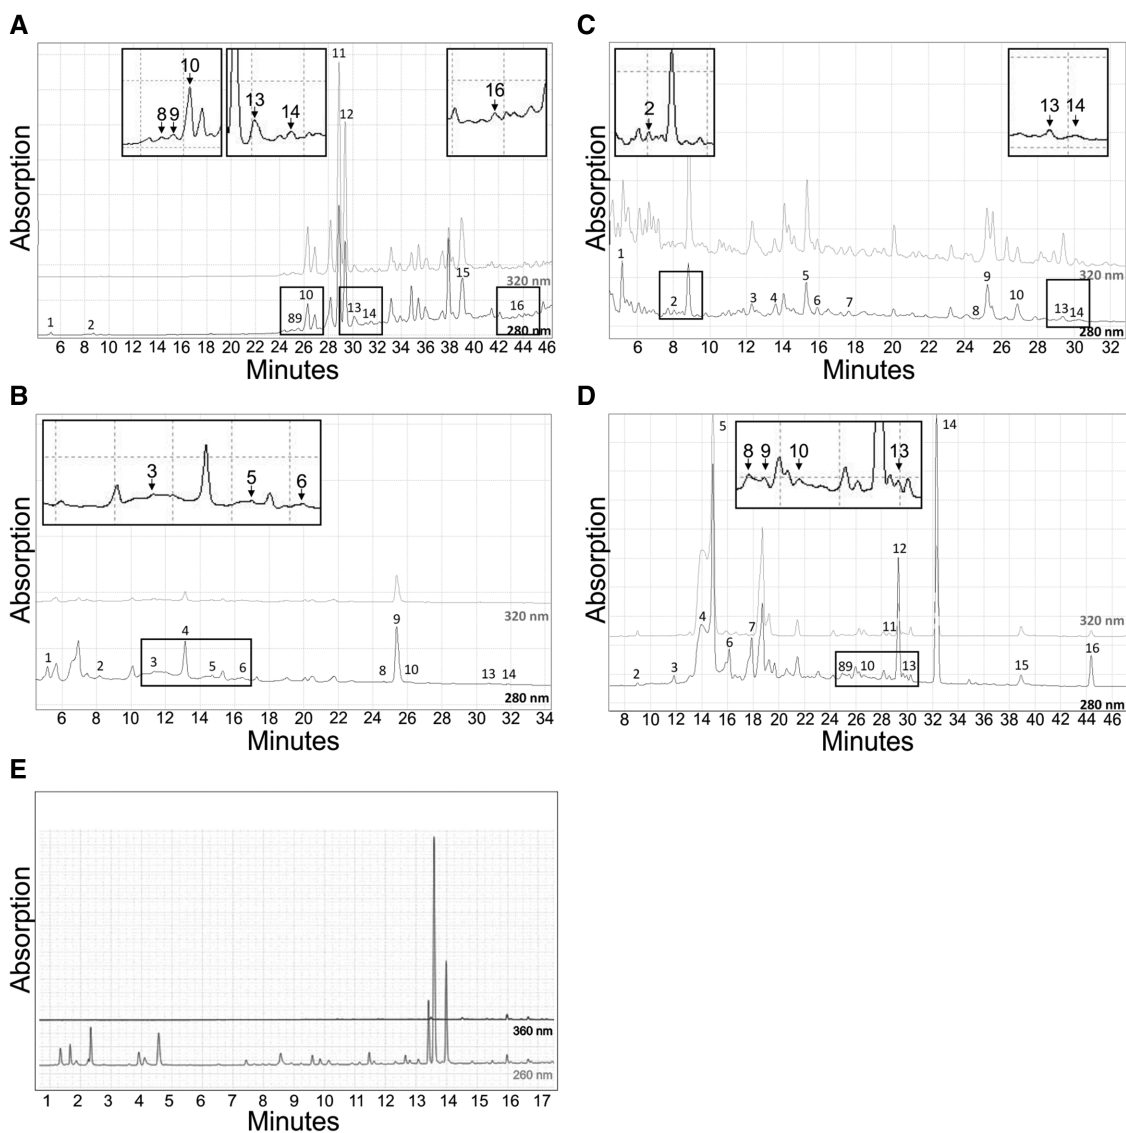 A
Absorption
8 9 10
13 14
11
12
16
320 nm
1 2 8 9 10 13 14 15 16
280 nm
6 8 10 12 14 16 18 20 22 24 26 28 30 32 34 36 38 40 42 44 46
Minutes
C
Absorption
2
13 14
320 nm
1 2 3 4 5 6 7 8 9 10 13 14
280 nm
6 8 10 12 14 16 18 20 22 24 26 28 30 32
Minutes
B
Absorption
3 5 6
320 nm
1 2 3 4 5 6 8 9 10 13 14
280 nm
6 8 10 12 14 16 18 20 22 24 26 28 30 32 34
Minutes
D
Absorption
5
8 9 10 13
14
12
320 nm
2 3 4 6 7 8 9 10 11 13 15 16
280 nm
8 10 12 14 16 18 20 22 24 26 28 30 32 34 36 38 40 42 44 46
Minutes
E
Absorption
360 nm
260 nm
1 2 3 4 5 6 7 8 9 10 11 12 13 14 15 16 17
Minutes